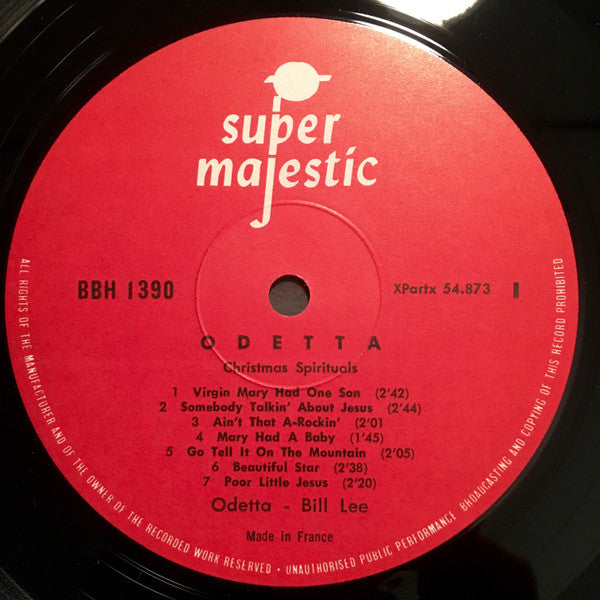 super
majestic
BBH 1390
XPartx 54.873 I
ODETTA
Christmas Spirituals
1 Virgin Mary Had One Son (2'42)
2 Somebody Talkin' About Jesus (2'44)
3 Ain't That A-Rockin' (2'01
4 Mary Had A Baby (1'45)
5 Go Tell It On The Mountain (2'05)
6 Beautiful Star (2'38)
7 Poor Little Jesus (2'20)
Odetta - Bill Lee
Made in France
ALL RIGHTS OF THE MANUFACTURER AND OF THE OWNER OF THE RECORDED WORK RESERVED • UNAUTHORISED PUBLIC PERFORMANCE BROADCASTING AND COPYING OF THIS RECORD PROHIBITED